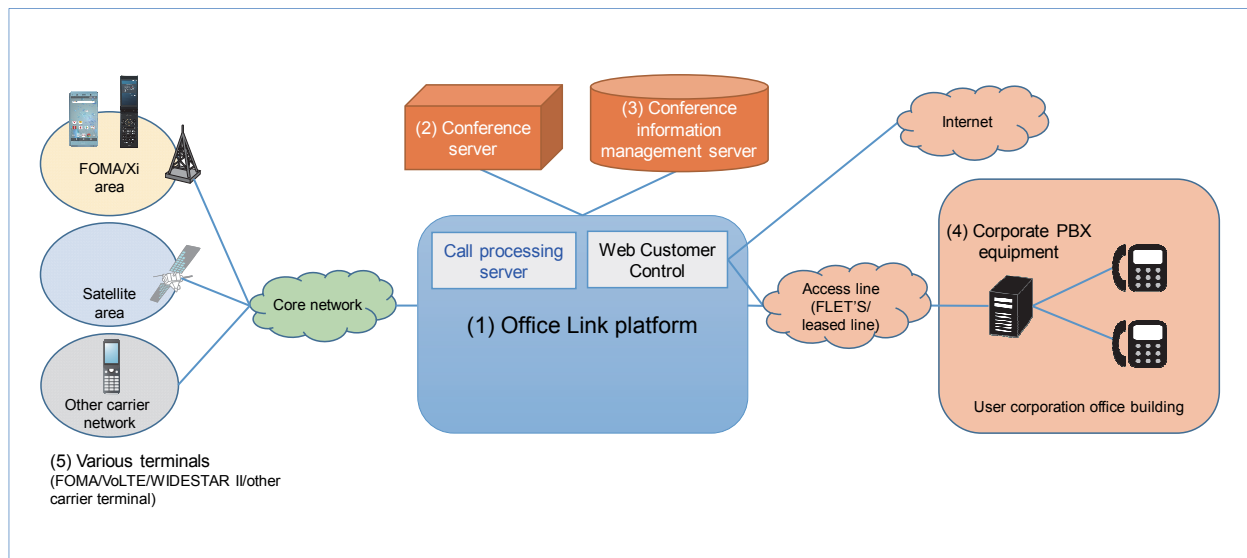 FOMA/Xi
area
Satellite
area
Other carrier
network
(5) Various terminals
(FOMA/VoLTE/WIDESTAR II/other
carrier terminal)
Core network
(2) Conference
server
(3) Conference
information
management server
Call processing
server
Web Customer
Control
(1) Office Link platform
Internet
Access line
(FLET'S/
leased line)
(4) Corporate PBX
equipment
User corporation office building